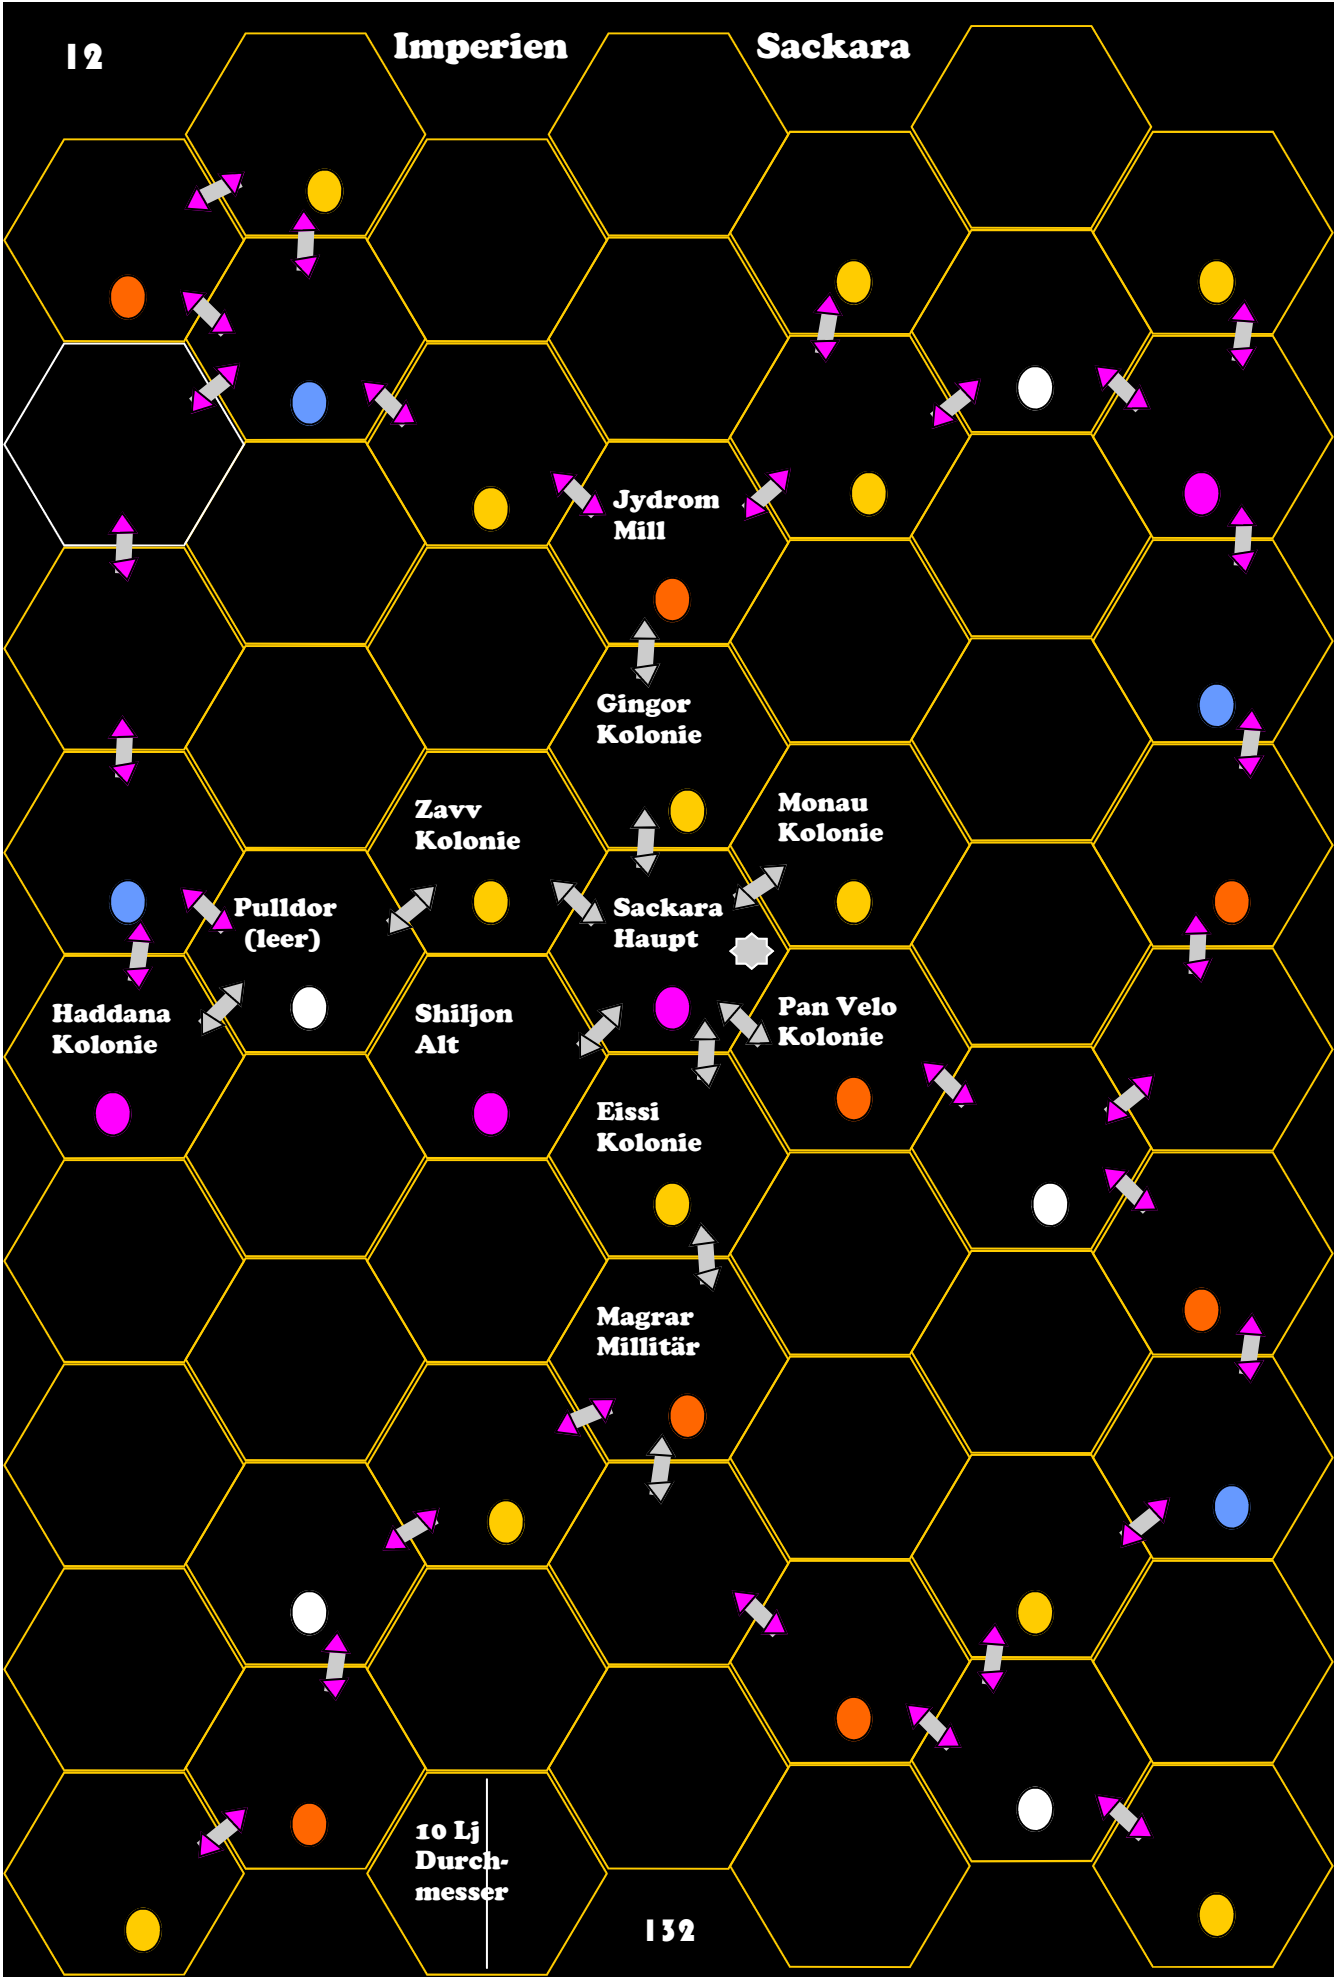 12
Imperien
Sackara
Jydrom
Mill
Gingor
Kolonie
Zavv
Kolonie
Monau
Kolonie
Pulldor
(leer)
Sackara
Haupt
Haddana
Kolonie
Shiljon
Alt
Pan Velo
Kolonie
Eissi
Kolonie
Magrar
Millitär
10 Lj
Durch-
messer
132